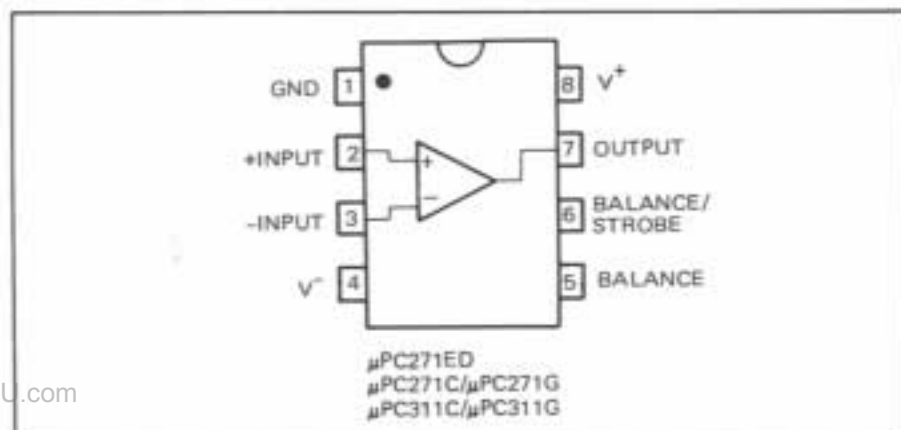 GND 1
8 V+
+INPUT 2
+
7 OUTPUT
-INPUT 3
−
6 BALANCE/
STROBE
V− 4
5 BALANCE
μPC271ED
μPC271C/μPC271G
μPC311C/μPC311G
U.com